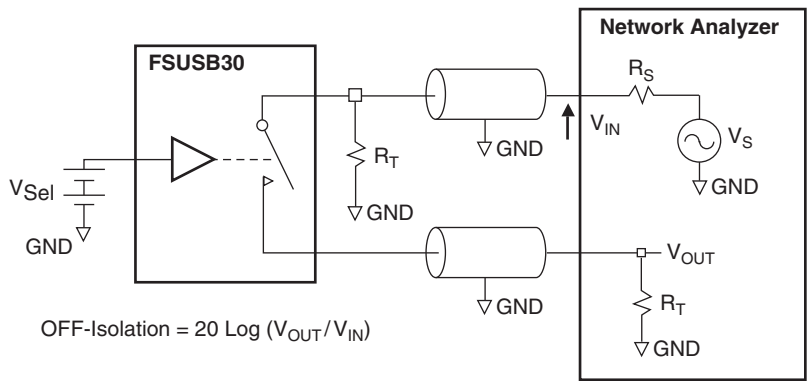 Network Analyzer
FSUSB30
R_S
V_IN
V_S
GND
GND
R_T
V_Sel
GND
GND
V_OUT
GND
R_T
GND
OFF-Isolation = 20 Log (V_OUT/V_IN)